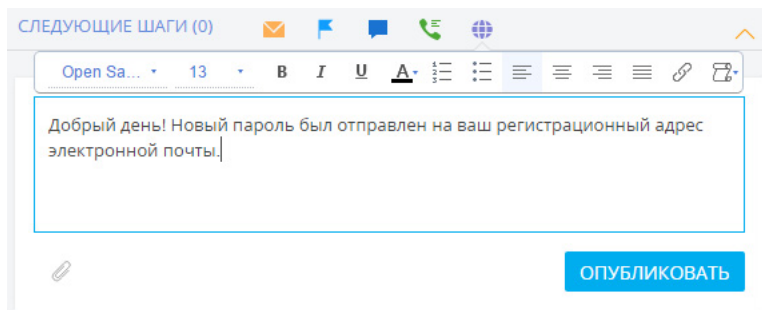 СЛЕДУЮЩИЕ ШАГИ (0)
Open Sa... 13 B I U A
Добрый день! Новый пароль был отправлен на ваш регистрационный адрес
электронной почты.
ОПУБЛИКОВАТЬ